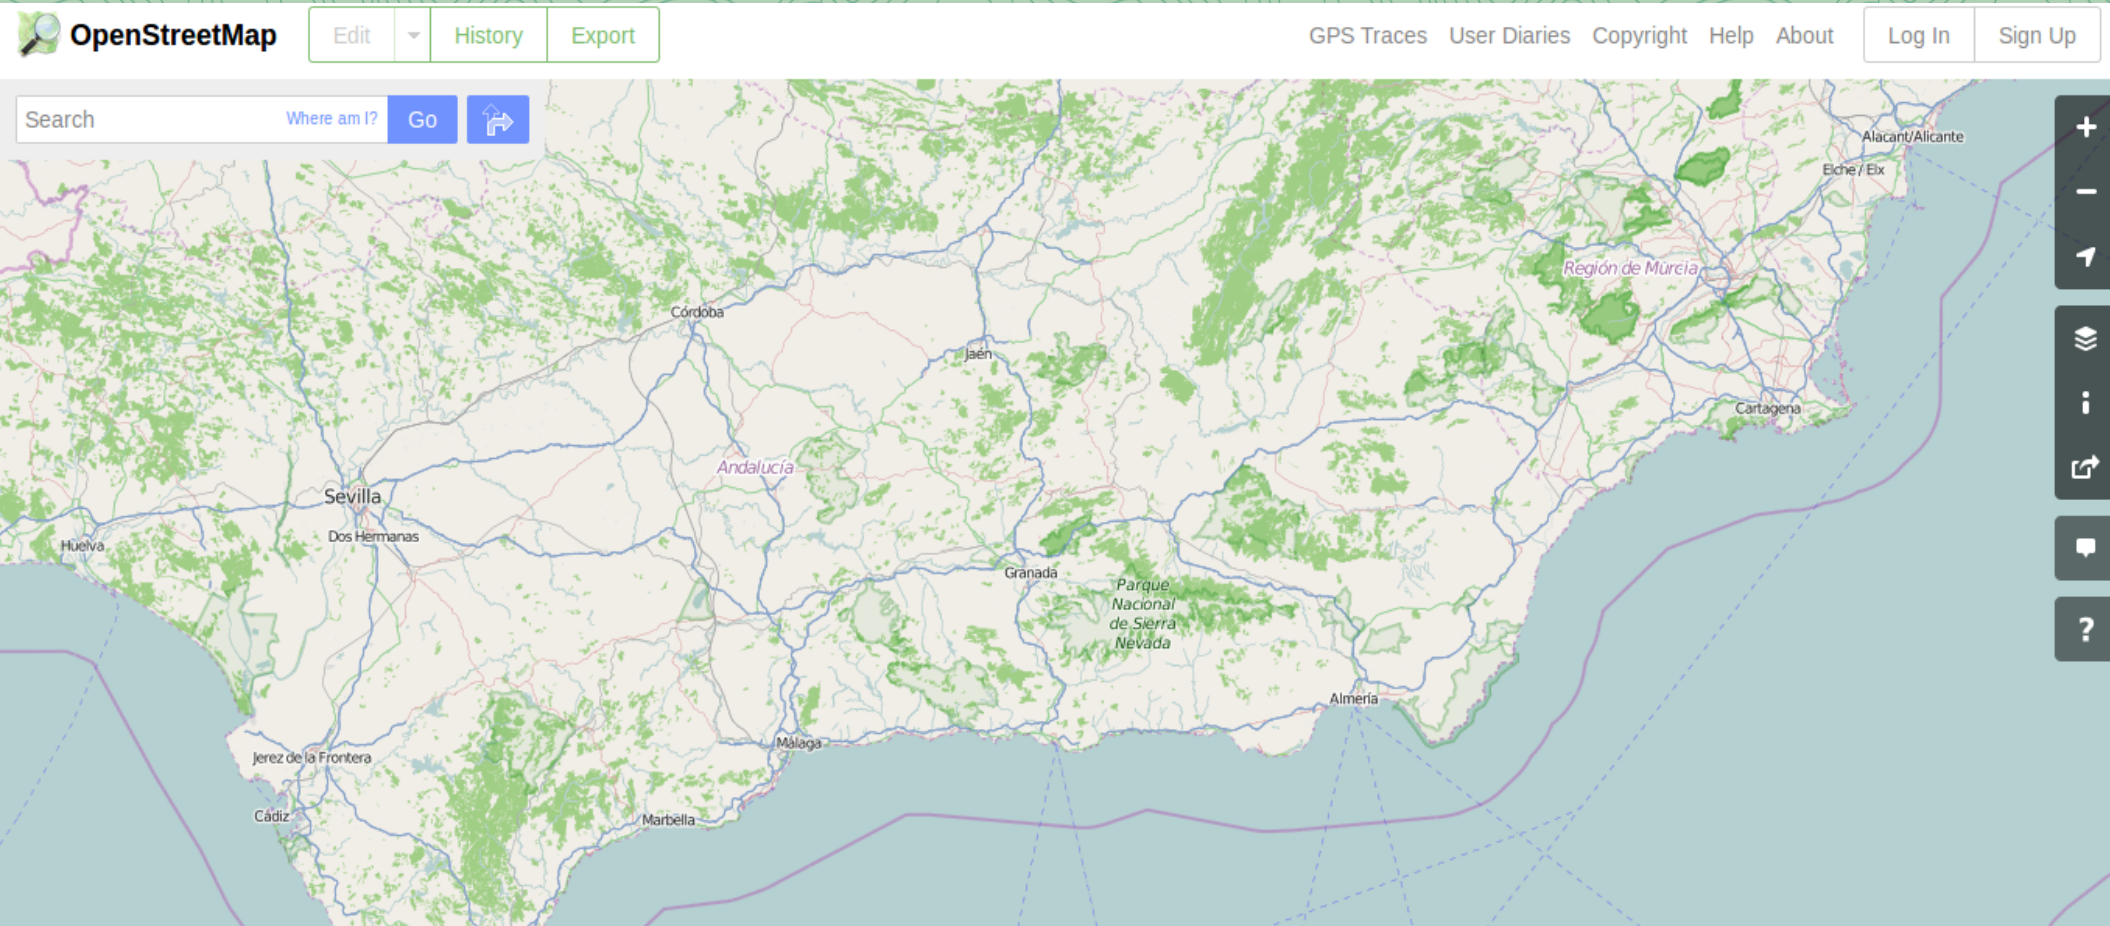 OpenStreetMap
Edit
History
Export
GPS Traces
User Diaries
Copyright
Help
About
Log In
Sign Up
Search
Where am I?
Go
Alacant/Alicante
Elche / Elx
Región de Murcia
Córdoba
Jaén
Cartagena
Andalucía
Sevilla
Dos Hermanas
Huelva
Granada
Parque
Nacional
de Sierra
Nevada
Almería
Málaga
Jerez de la Frontera
Cádiz
Marbella